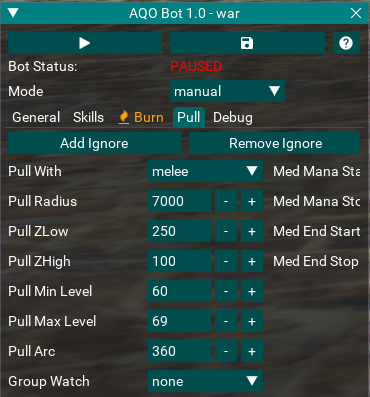 AQO Bot 1.0 - war
Bot Status: PAUSED
Mode manual
General Skills Burn Pull Debug
Add Ignore Remove Ignore
Pull With melee Med Mana Sta
Pull Radius 7000 - + Med Mana Sto
Pull ZLow 250 - + Med End Start
Pull ZHigh 100 - + Med End Stop
Pull Min Level 60 - +
Pull Max Level 69 - +
Pull Arc 360 - +
Group Watch none